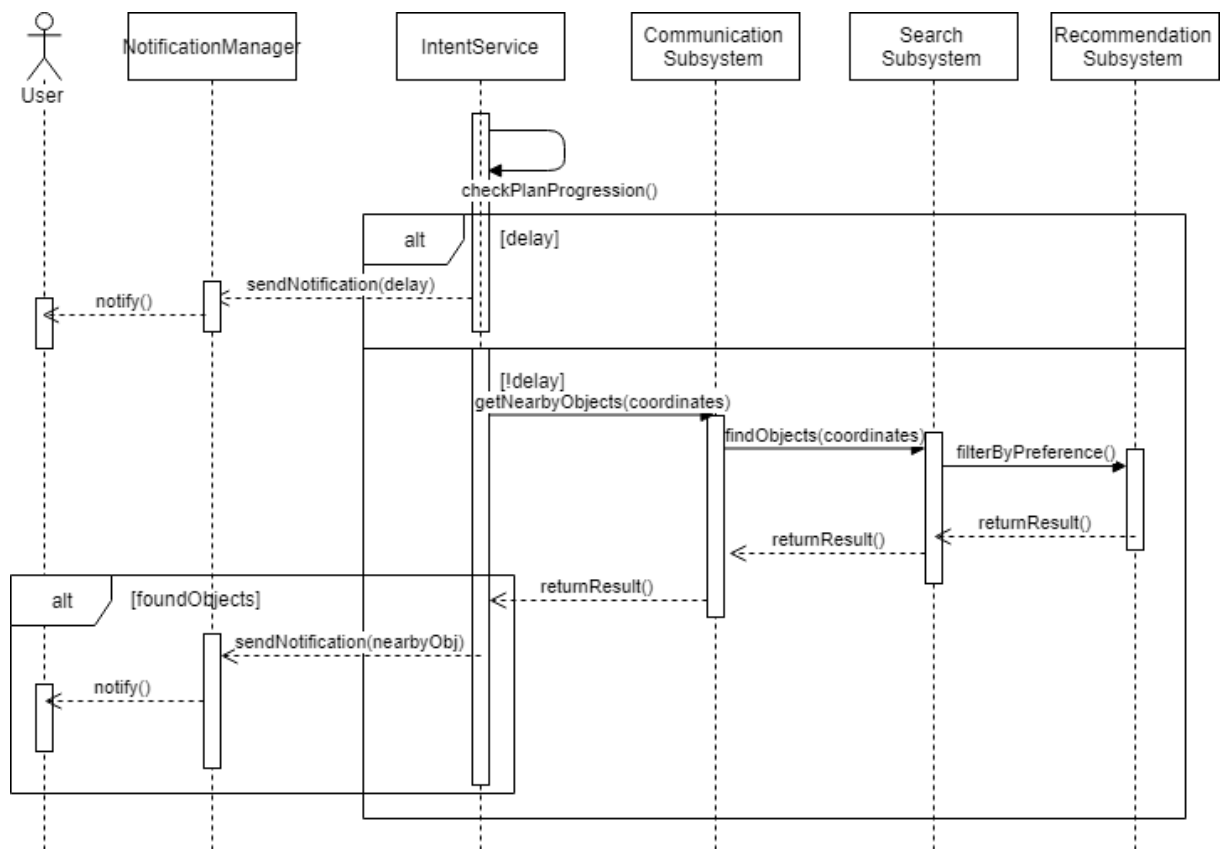 NotificationManager
IntentService
Communication
Subsystem
Search
Subsystem
Recommendation
Subsystem
User
checkPlanProgression()
alt
[delay]
sendNotification(delay)
notify()
[!delay]
getNearbyObjects(coordinates)
findObjects(coordinates)
filterByPreference()
returnResult()
returnResult()
returnResult()
alt
[foundObjects]
sendNotification(nearbyObj)
notify()